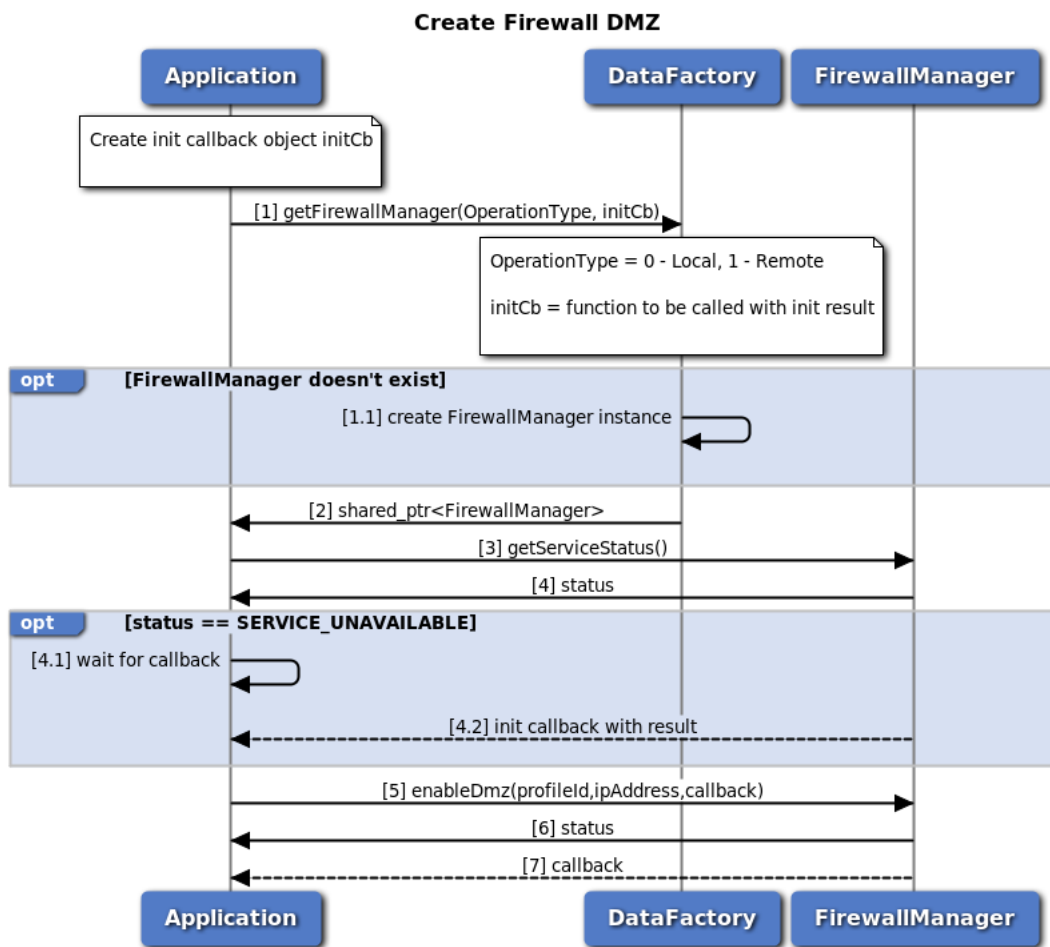 Create Firewall DMZ
Application
DataFactory
FirewallManager
Create init callback object initCb
[1] getFirewallManager(OperationType, initCb)
OperationType = 0 - Local, 1 - Remote
initCb = function to be called with init result
opt
[FirewallManager doesn't exist]
[1.1] create FirewallManager instance
[2] shared_ptr<FirewallManager>
[3] getServiceStatus()
[4] status
opt
[status == SERVICE_UNAVAILABLE]
[4.1] wait for callback
[4.2] init callback with result
[5] enableDmz(profileId,ipAddress,callback)
[6] status
[7] callback
Application
DataFactory
FirewallManager